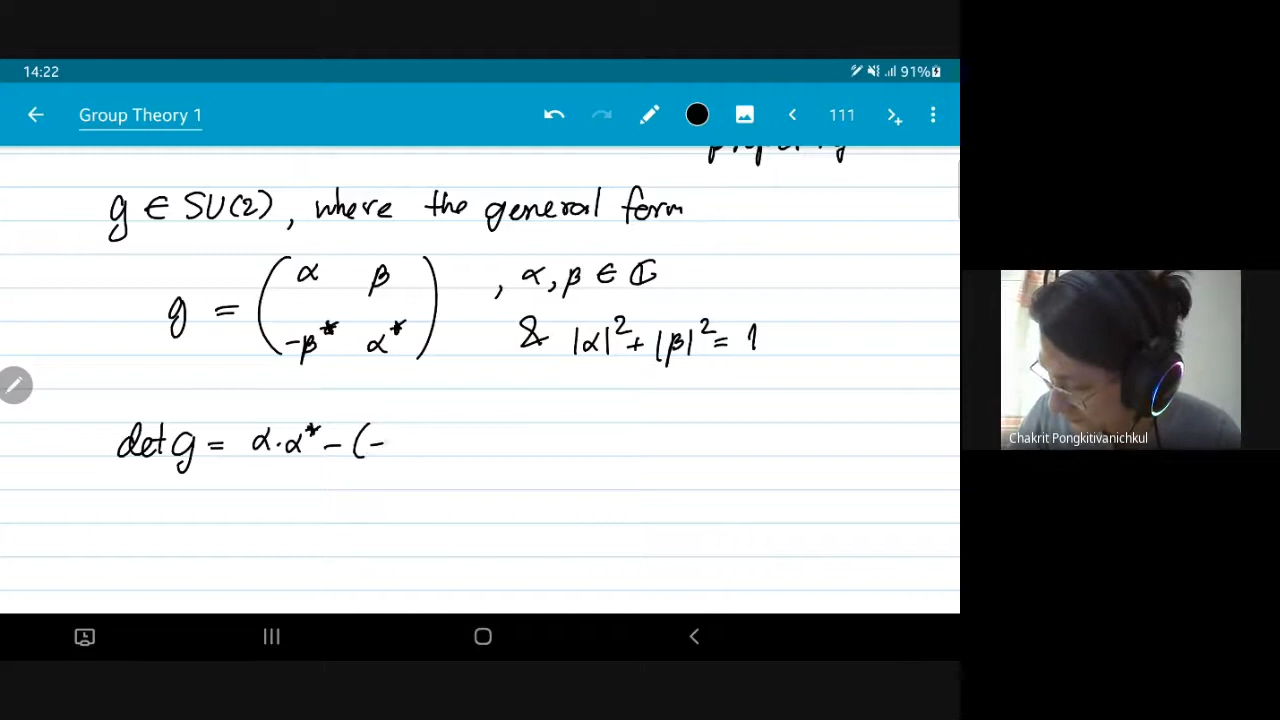 14:22 91%
Group Theory 1 111
property
g ∈ SU(2), where the general form
g = ( α β , α, β ∈ ℂ
-β* α* ) & |α|² + |β|² = 1
det g = α·α* - (-
Chakrit Pongkitivanichkul